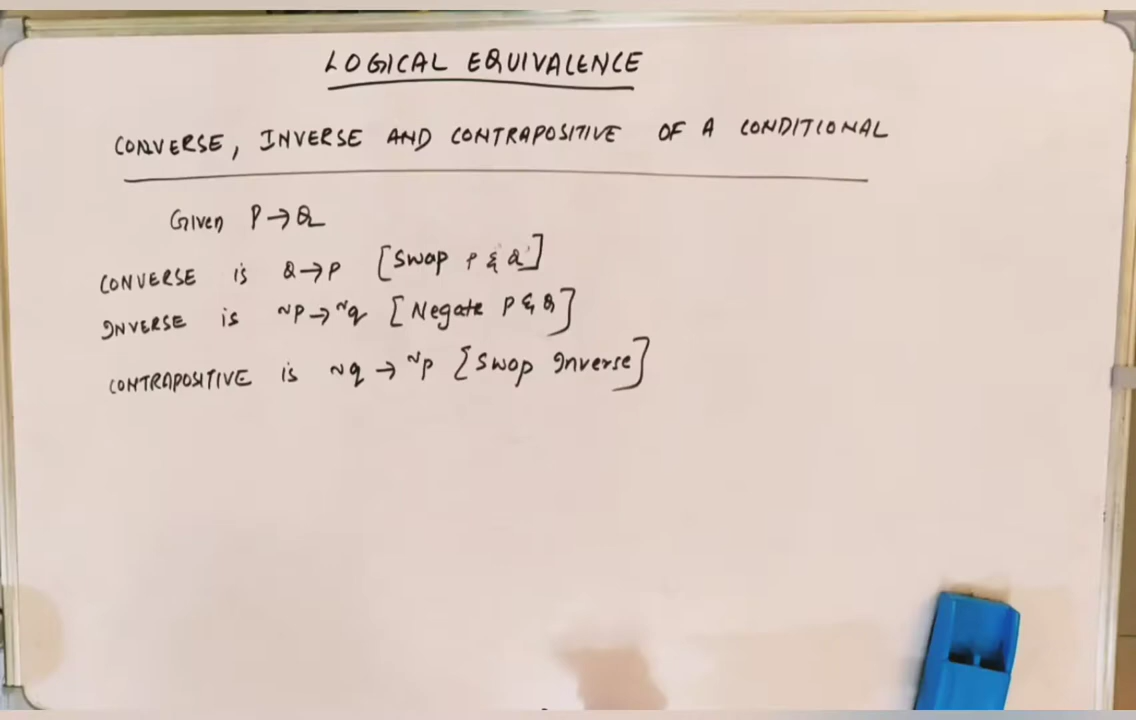 LOGICAL EQUIVALENCE
CONVERSE, INVERSE AND CONTRAPOSITIVE OF A CONDITIONAL
Given P→Q
CONVERSE is Q→P [Swap P & Q]
INVERSE is ~P→~q [Negate P & Q]
CONTRAPOSITIVE is ~q→~p [Swap Inverse]